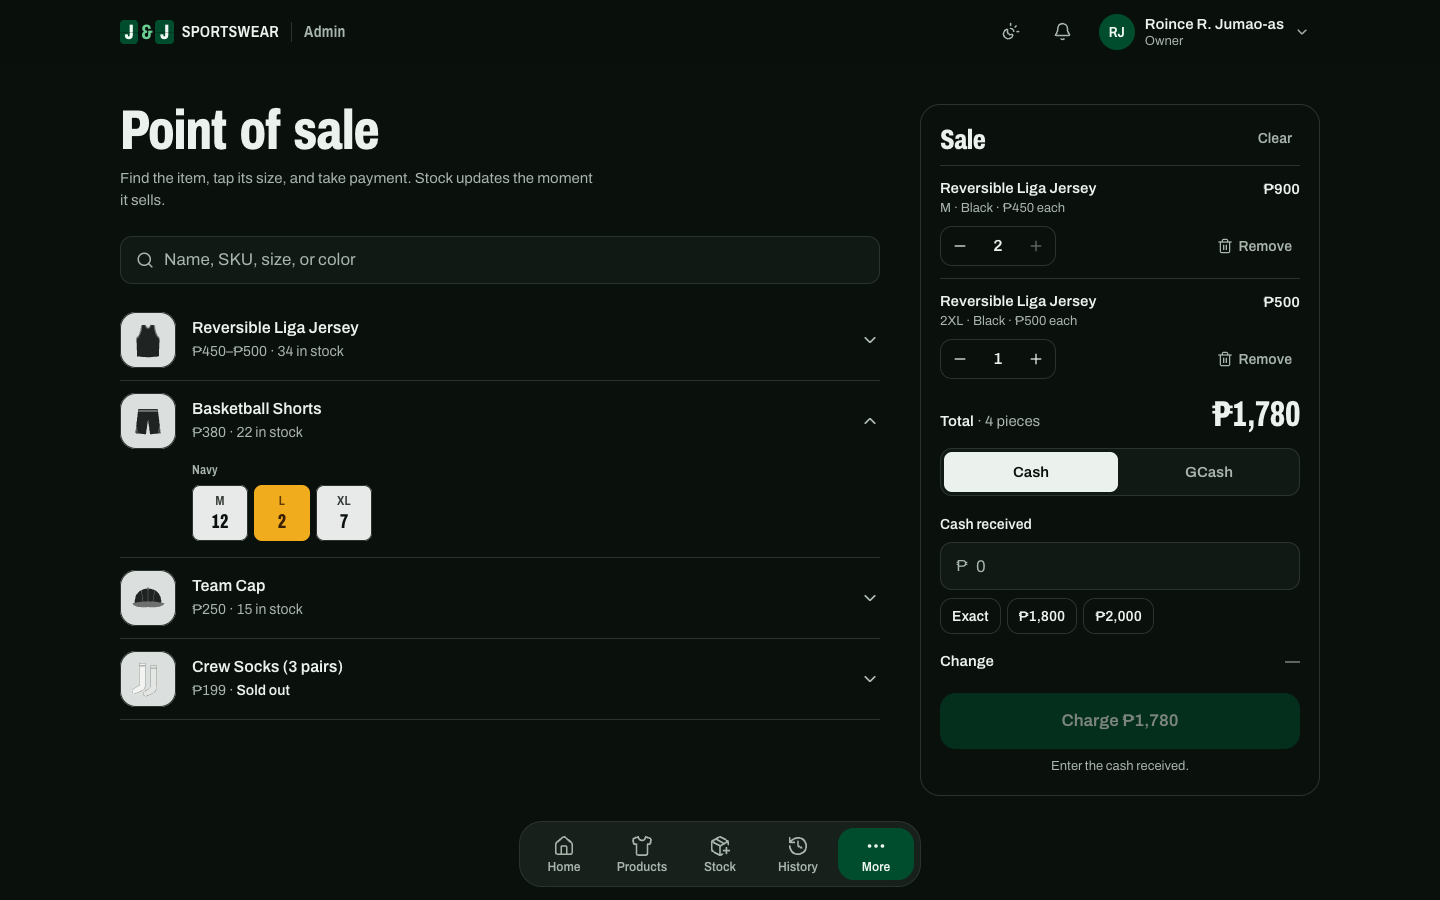 J & J SPORTSWEAR Admin
RJ
Roince R. Jumao-as
Owner
Point of sale
Find the item, tap its size, and take payment. Stock updates the moment
it sells.
Name, SKU, size, or color
Reversible Liga Jersey
₱450–₱500 · 34 in stock
Basketball Shorts
₱380 · 22 in stock
Navy
M L XL
12 2 7
Team Cap
₱250 · 15 in stock
Crew Socks (3 pairs)
₱199 · Sold out
Sale Clear
Reversible Liga Jersey ₱900
M · Black · ₱450 each
2 Remove
Reversible Liga Jersey ₱500
2XL · Black · ₱500 each
1 Remove
Total · 4 pieces ₱1,780
Cash GCash
Cash received
₱ 0
Exact ₱1,800 ₱2,000
Change —
Charge ₱1,780
Enter the cash received.
Home Products Stock History More